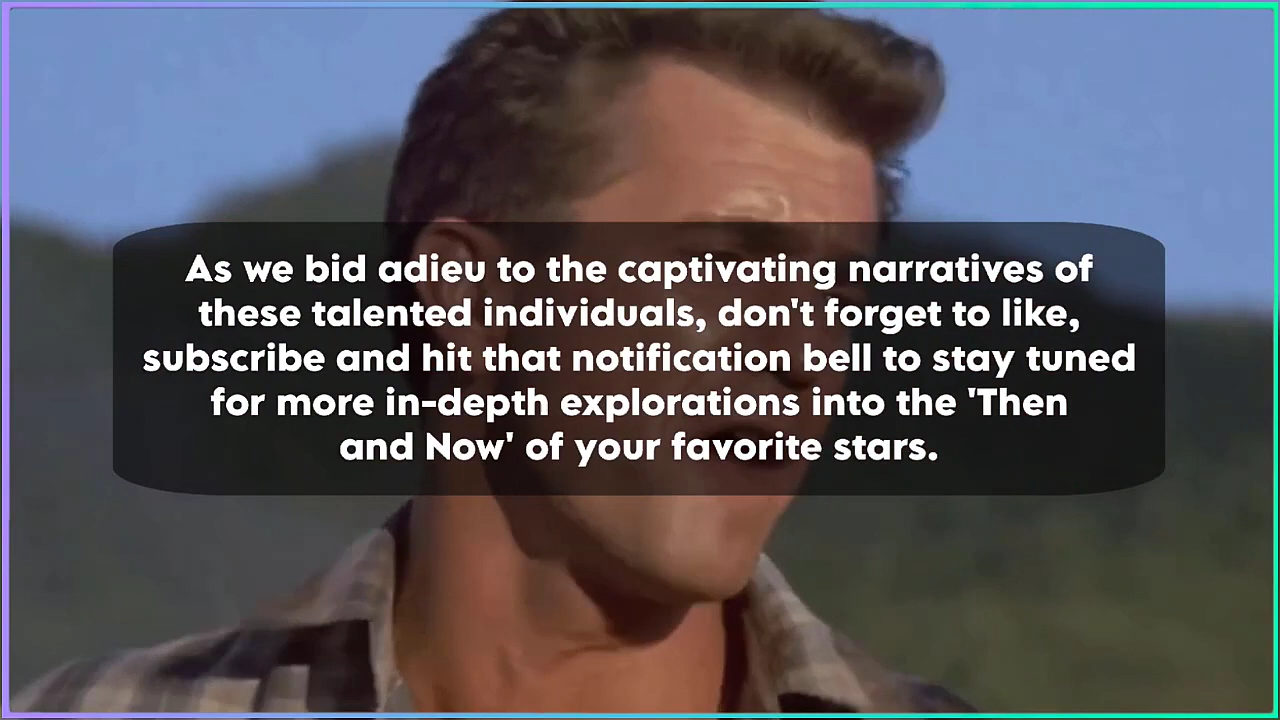 As we bid adieu to the captivating narratives of
these talented individuals, don't forget to like,
subscribe and hit that notification bell to stay tuned
for more in-depth explorations into the 'Then
and Now' of your favorite stars.